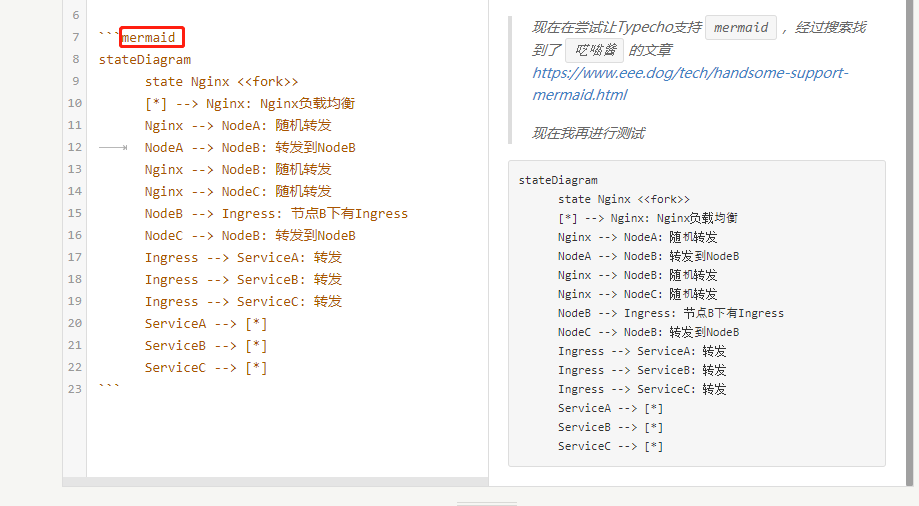 6
7 ```mermaid
8 stateDiagram
9 state Nginx <<fork>>
10 [*] --> Nginx: Nginx负载均衡
11 Nginx --> NodeA: 随机转发
12 NodeA --> NodeB: 转发到NodeB
13 Nginx --> NodeB: 随机转发
14 Nginx --> NodeC: 随机转发
15 NodeB --> Ingress: 节点B下有Ingress
16 NodeC --> NodeB: 转发到NodeB
17 Ingress --> ServiceA: 转发
18 Ingress --> ServiceB: 转发
19 Ingress --> ServiceC: 转发
20 ServiceA --> [*]
21 ServiceB --> [*]
22 ServiceC --> [*]
23 ```
现在在尝试让Typecho支持 mermaid ，经过搜索找
到了 哎喵酱 的文章
https://www.eee.dog/tech/handsome-support-
mermaid.html
现在我再进行测试
stateDiagram
state Nginx <<fork>>
[*] --> Nginx: Nginx负载均衡
Nginx --> NodeA: 随机转发
NodeA --> NodeB: 转发到NodeB
Nginx --> NodeB: 随机转发
Nginx --> NodeC: 随机转发
NodeB --> Ingress: 节点B下有Ingress
NodeC --> NodeB: 转发到NodeB
Ingress --> ServiceA: 转发
Ingress --> ServiceB: 转发
Ingress --> ServiceC: 转发
ServiceA --> [*]
ServiceB --> [*]
ServiceC --> [*]